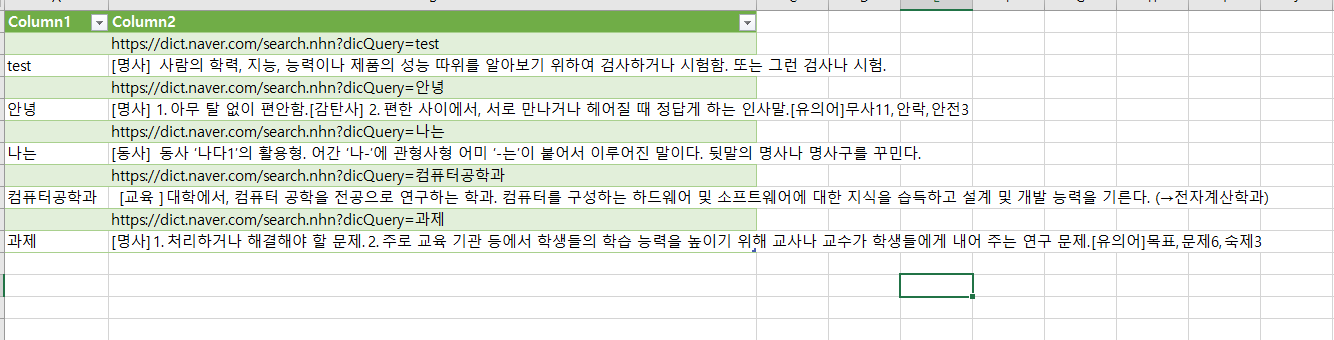 Column1 Column2
https://dict.naver.com/search.nhn?dicQuery=test
test [명사] 사람의 학력, 지능, 능력이나 제품의 성능 따위를 알아보기 위하여 검사하거나 시험함. 또는 그런 검사나 시험.
https://dict.naver.com/search.nhn?dicQuery=안녕
안녕 [명사] 1. 아무 탈 없이 편안함.[감탄사] 2. 편한 사이에서, 서로 만나거나 헤어질 때 정답게 하는 인사말.[유의어]무사11,안락,안전3
https://dict.naver.com/search.nhn?dicQuery=나는
나는 [동사] 동사 ‘나다1’의 활용형. 어간 ‘나-’에 관형사형 어미 ‘-는’이 붙어서 이루어진 말이다. 뒷말의 명사나 명사구를 꾸민다.
https://dict.naver.com/search.nhn?dicQuery=컴퓨터공학과
컴퓨터공학과 [교육 ] 대학에서, 컴퓨터 공학을 전공으로 연구하는 학과. 컴퓨터를 구성하는 하드웨어 및 소프트웨어에 대한 지식을 습득하고 설계 및 개발 능력을 기른다. (→전자계산학과)
https://dict.naver.com/search.nhn?dicQuery=과제
과제 [명사] 1. 처리하거나 해결해야 할 문제. 2. 주로 교육 기관 등에서 학생들의 학습 능력을 높이기 위해 교사나 교수가 학생들에게 내어 주는 연구 문제.[유의어]목표,문제6,숙제3